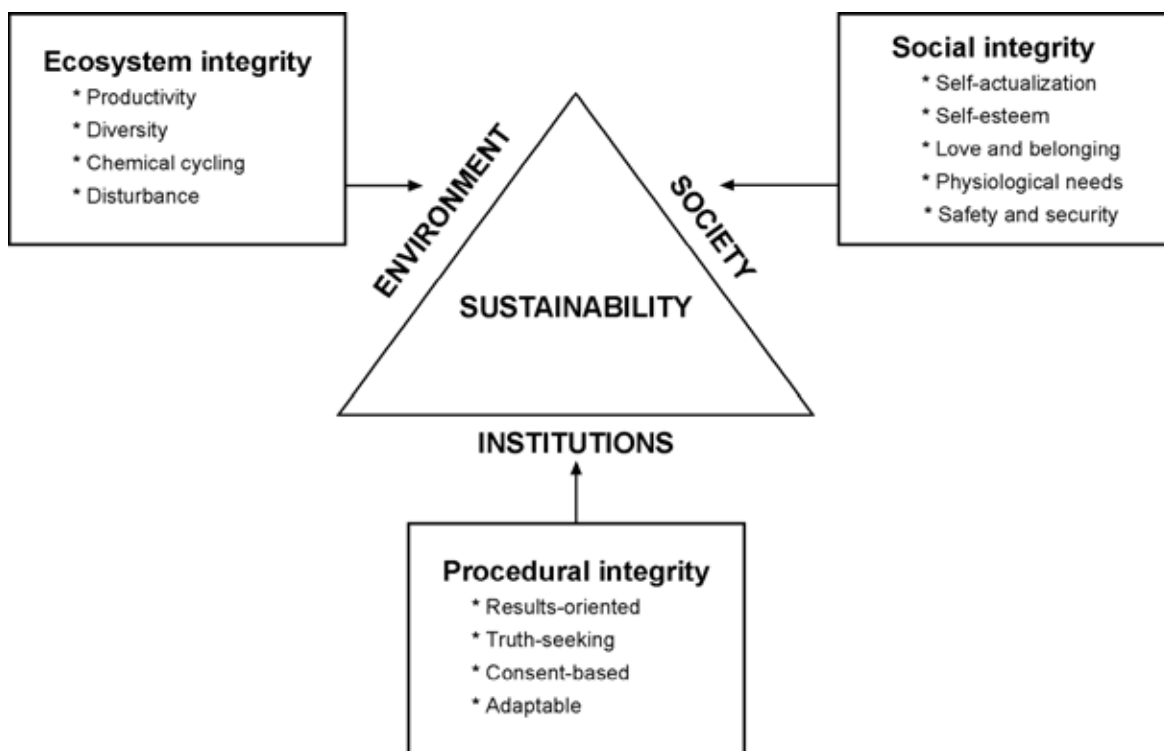 Ecosystem integrity
* Productivity
* Diversity
* Chemical cycling
* Disturbance
Social integrity
* Self-actualization
* Self-esteem
* Love and belonging
* Physiological needs
* Safety and security
ENVIRONMENT
SOCIETY
SUSTAINABILITY
INSTITUTIONS
Procedural integrity
* Results-oriented
* Truth-seeking
* Consent-based
* Adaptable